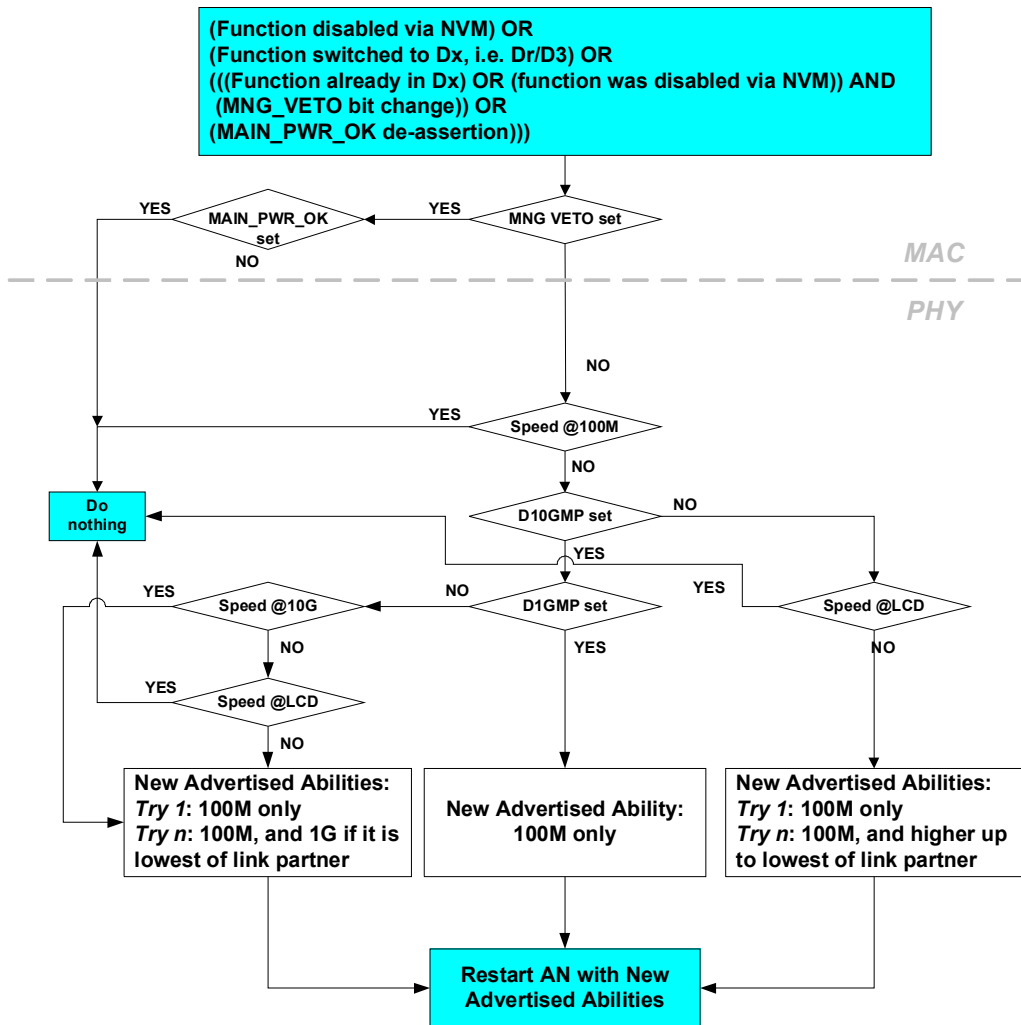 (Function disabled via NVM) OR
(Function switched to Dx, i.e. Dr/D3) OR
(((Function already in Dx) OR (function was disabled via NVM)) AND
(MNG_VETO bit change)) OR
(MAIN_PWR_OK de-assertion)))
YES
MAIN_PWR_OK
set
NO
YES
MNG VETO set
MAC
PHY
NO
YES
Speed @100M
NO
Do
nothing
D10GMP set
NO
YES
YES
Speed @10G
NO
D1GMP set
YES
Speed @LCD
NO
YES
NO
YES
Speed @LCD
NO
New Advertised Abilities:
Try 1: 100M only
Try n: 100M, and 1G if it is
lowest of link partner
New Advertised Ability:
100M only
New Advertised Abilities:
Try 1: 100M only
Try n: 100M, and higher up
to lowest of link partner
Restart AN with New
Advertised Abilities